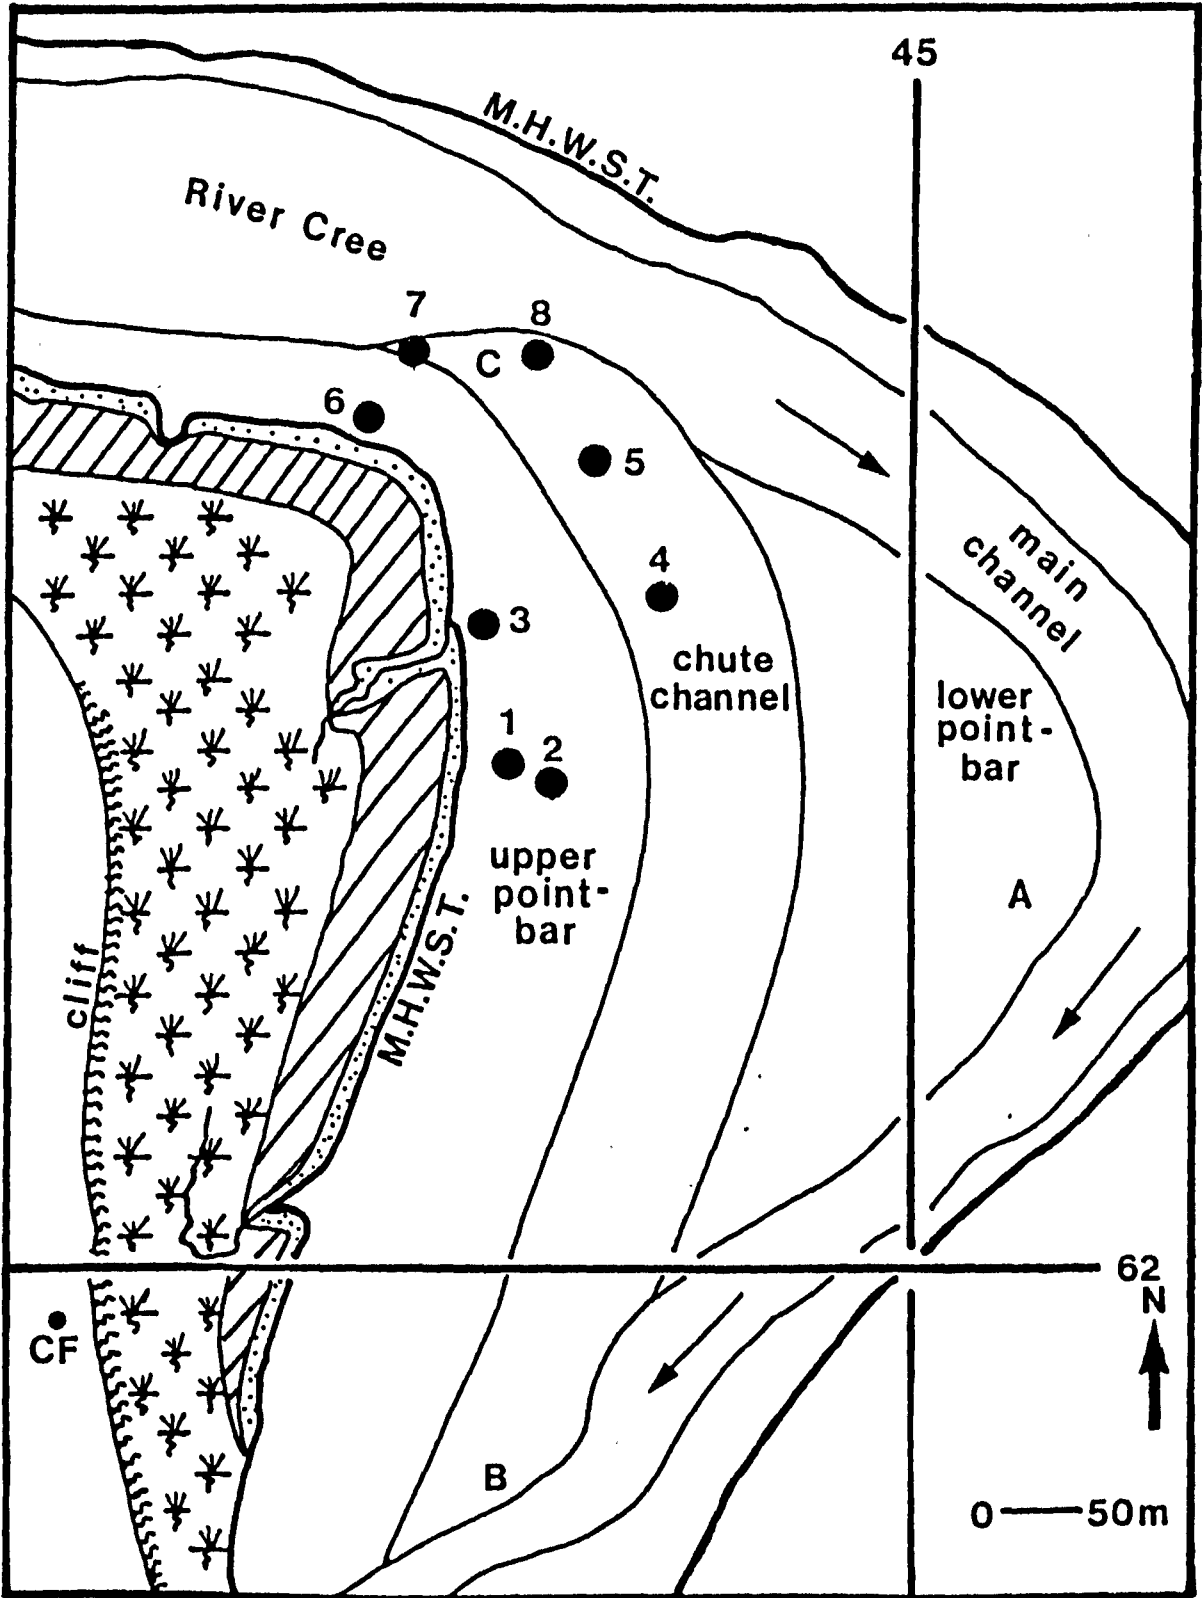 45
M.H.W.S.T.
River Cree
7
8
C
6
5
4
3
main
channel
chute
channel
lower
point-
bar
1
2
upper
point-
bar
A
M.H.W.S.T.
cliff
62
N
CF
B
0 50m